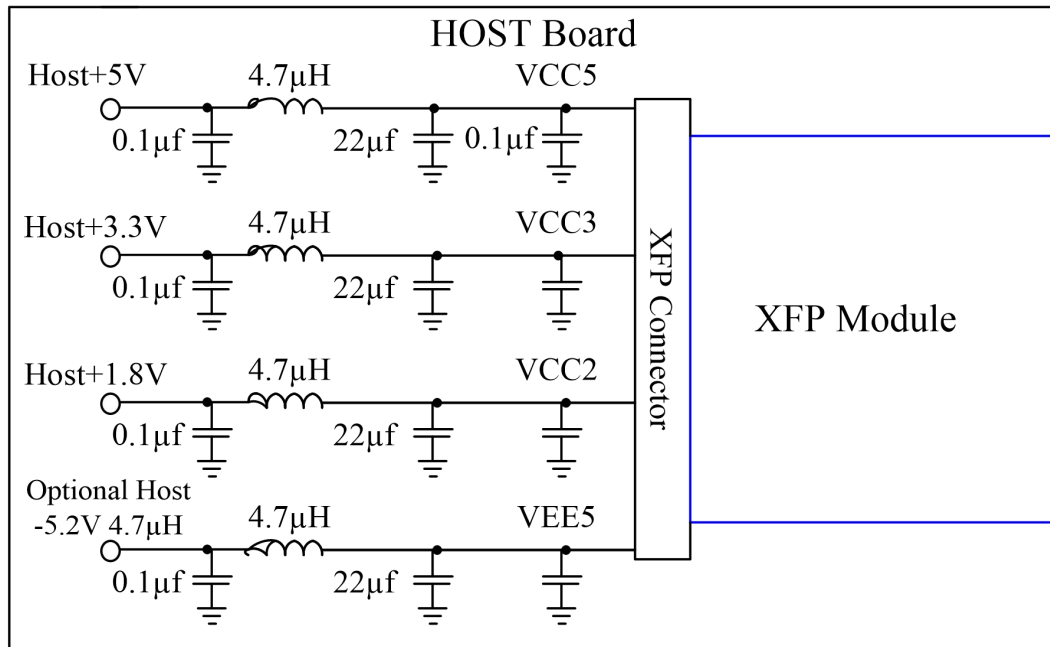 HOST Board
Host+5V
4.7µH
VCC5
0.1µf
22µf
0.1µf
Host+3.3V
4.7µH
VCC3
0.1µf
22µf
Host+1.8V
4.7µH
VCC2
0.1µf
22µf
Optional Host
-5.2V 4.7µH
4.7µH
VEE5
0.1µf
22µf
XFP Connector
XFP Module